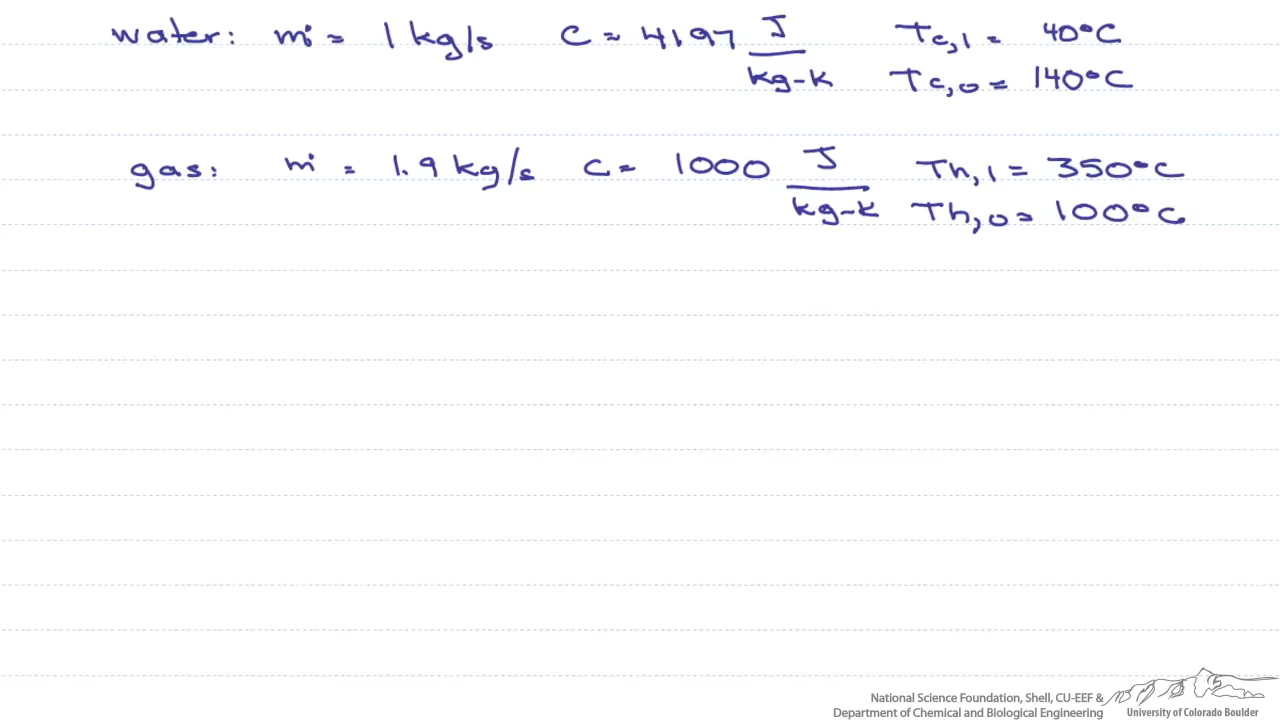 water: ṁ = 1 kg/s C = 4197 J/kg-K Tc,i = 40°C
Tc,o = 140°C
gas: ṁ = 1.9 kg/s C = 1000 J/kg-K Th,i = 350°C
Th,o = 100°C
National Science Foundation, Shell, CU-EEF &
Department of Chemical and Biological Engineering
University of Colorado Boulder